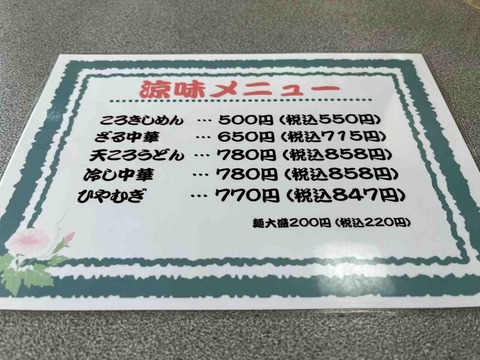 涼味メニュー
ころきしめん … 500円 (税込550円)
ざる中華 … 650円 (税込715円)
天ころうどん … 780円 (税込858円)
冷し中華 … 780円 (税込858円)
ひやむぎ … 770円 (税込847円)
麺大盛200円 (税込220円)